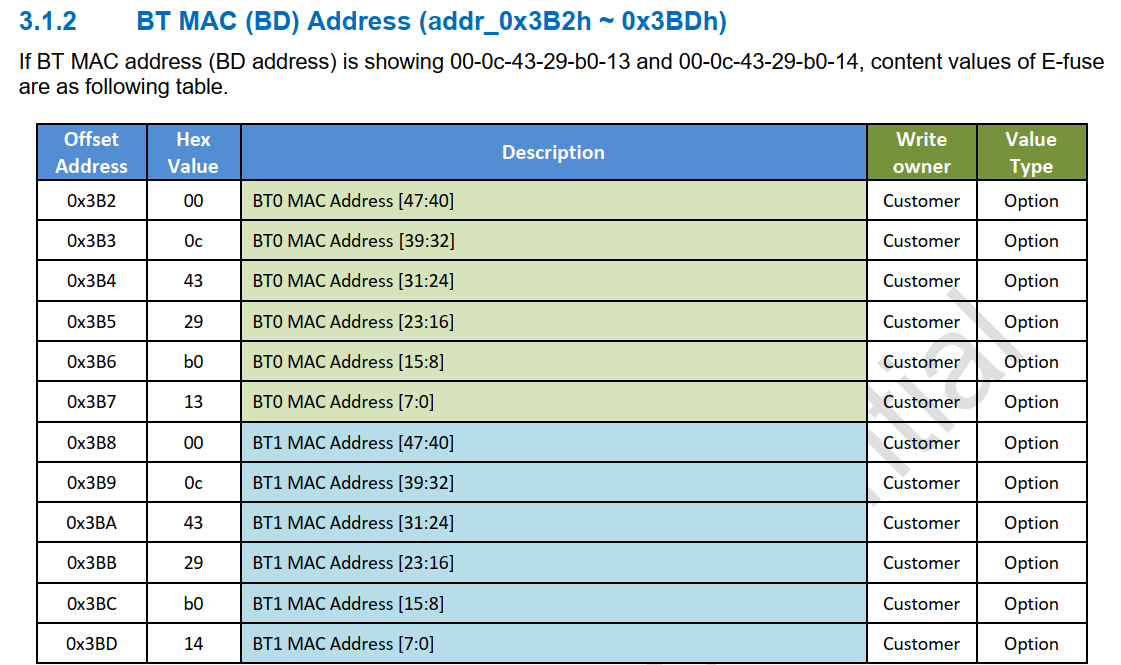 3.1.2 BT MAC (BD) Address (addr_0x3B2h ~ 0x3BDh)
If BT MAC address (BD address) is showing 00-0c-43-29-b0-13 and 00-0c-43-29-b0-14, content values of E-fuse
are as following table.
Offset Address Hex Value Description Write owner Value Type
0x3B2 00 BT0 MAC Address [47:40] Customer Option
0x3B3 0c BT0 MAC Address [39:32] Customer Option
0x3B4 43 BT0 MAC Address [31:24] Customer Option
0x3B5 29 BT0 MAC Address [23:16] Customer Option
0x3B6 b0 BT0 MAC Address [15:8] Customer Option
0x3B7 13 BT0 MAC Address [7:0] Customer Option
0x3B8 00 BT1 MAC Address [47:40] Customer Option
0x3B9 0c BT1 MAC Address [39:32] Customer Option
0x3BA 43 BT1 MAC Address [31:24] Customer Option
0x3BB 29 BT1 MAC Address [23:16] Customer Option
0x3BC b0 BT1 MAC Address [15:8] Customer Option
0x3BD 14 BT1 MAC Address [7:0] Customer Option